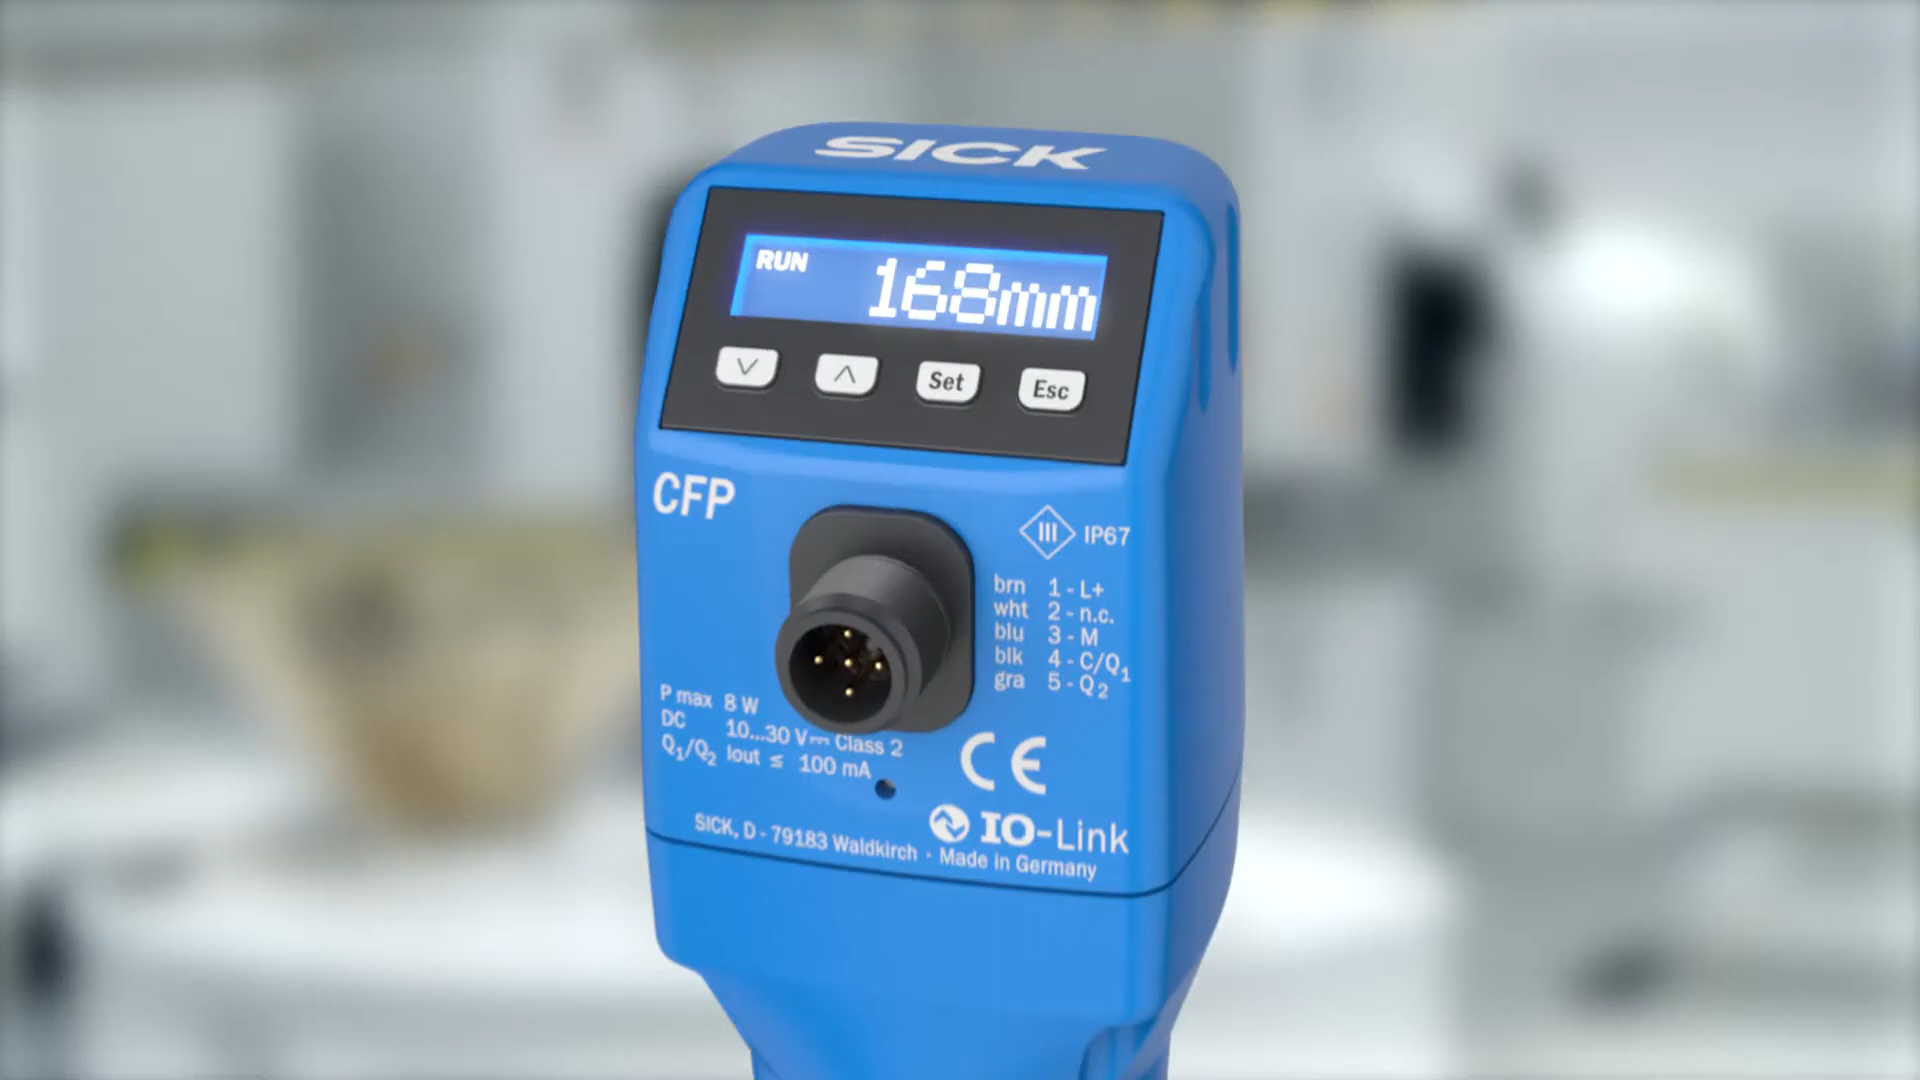 SICK
RUN 168mm
Set Esc
CFP
III IP67
brn 1 - L+
wht 2 - n.c.
blu 3 - M
blk 4 - C/Q1
gra 5 - Q2
P max 8 W
DC 10...30 V⎓ Class 2
Q1/Q2 Iout ≤ 100 mA
CE
IO-Link
SICK, D - 79183 Waldkirch · Made in Germany